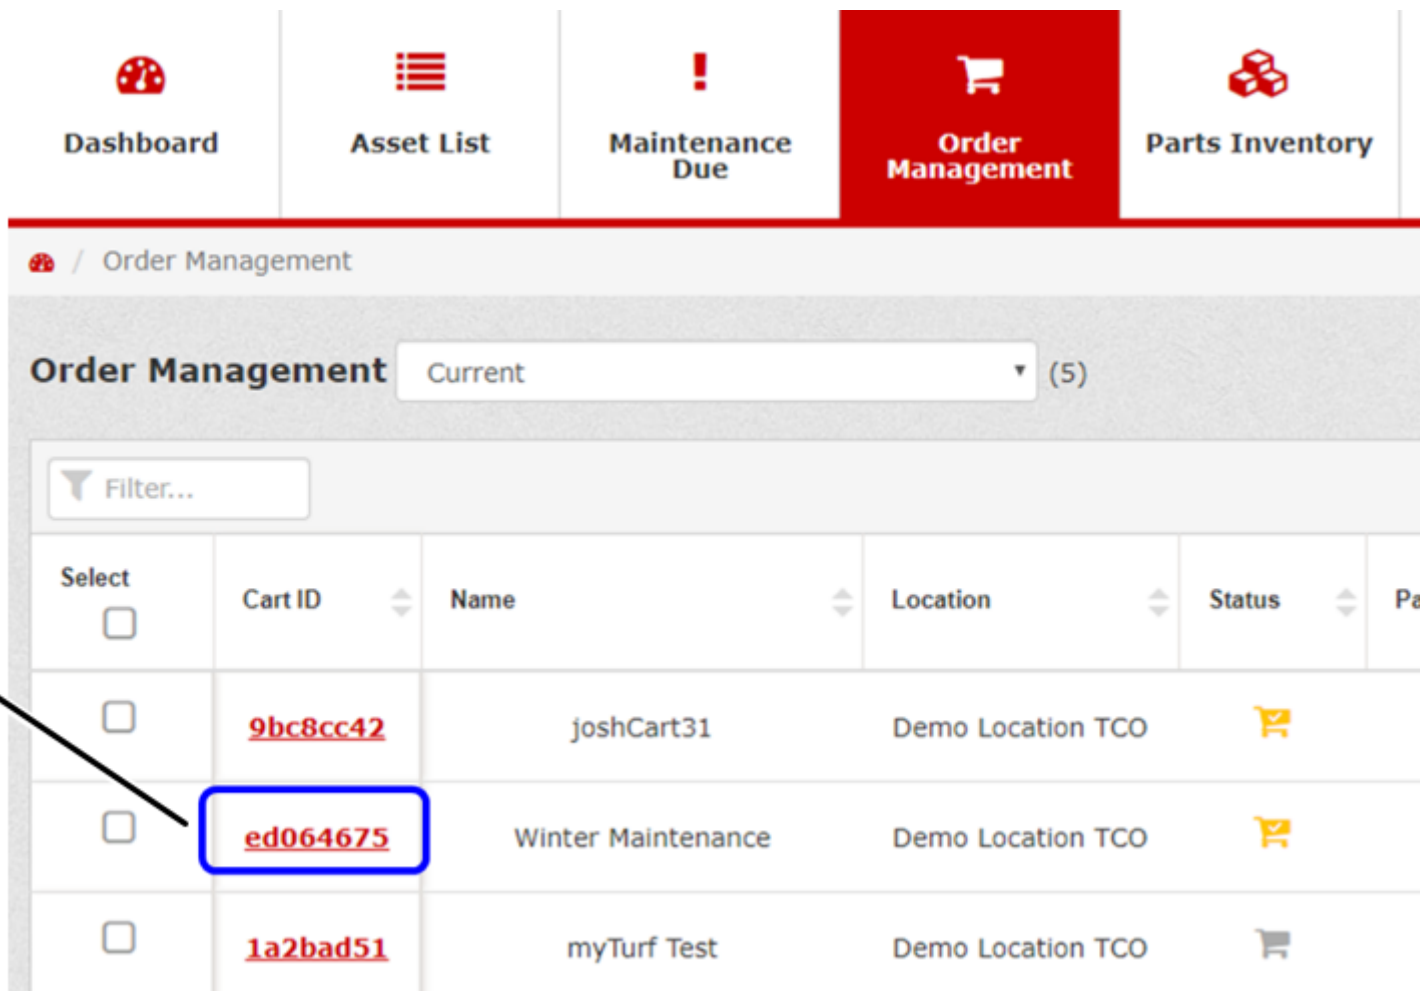 Dashboard
Asset List
Maintenance
Due
Order
Management
Parts Inventory
/ Order Management
Order Management Current (5)
Filter...
Select Cart ID Name Location Status
9bc8cc42 joshCart31 Demo Location TCO
ed064675 Winter Maintenance Demo Location TCO
1a2bad51 myTurf Test Demo Location TCO